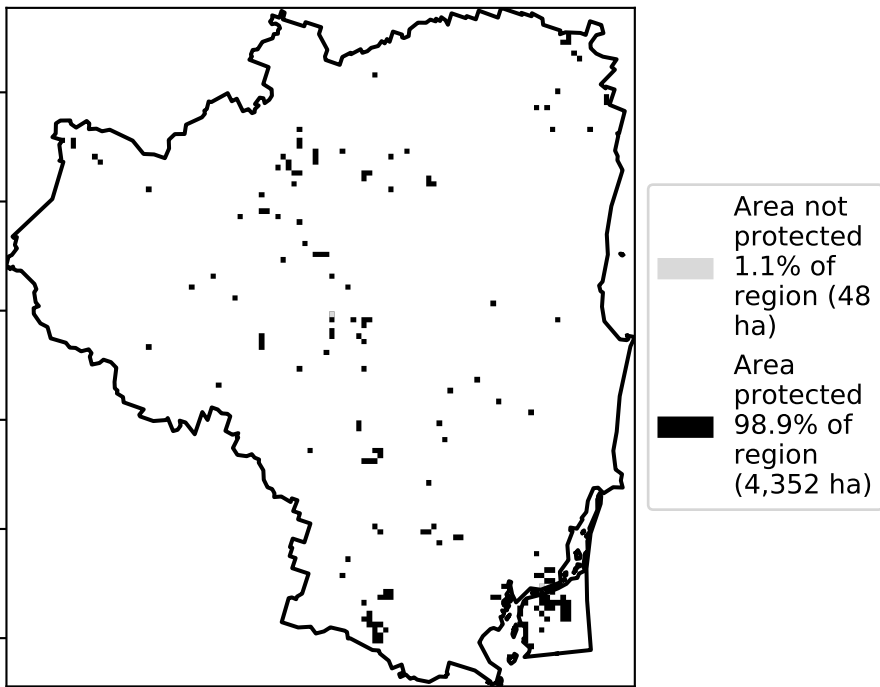 Area not
protected
1.1% of
region (48
ha)
Area
protected
98.9% of
region
(4,352 ha)